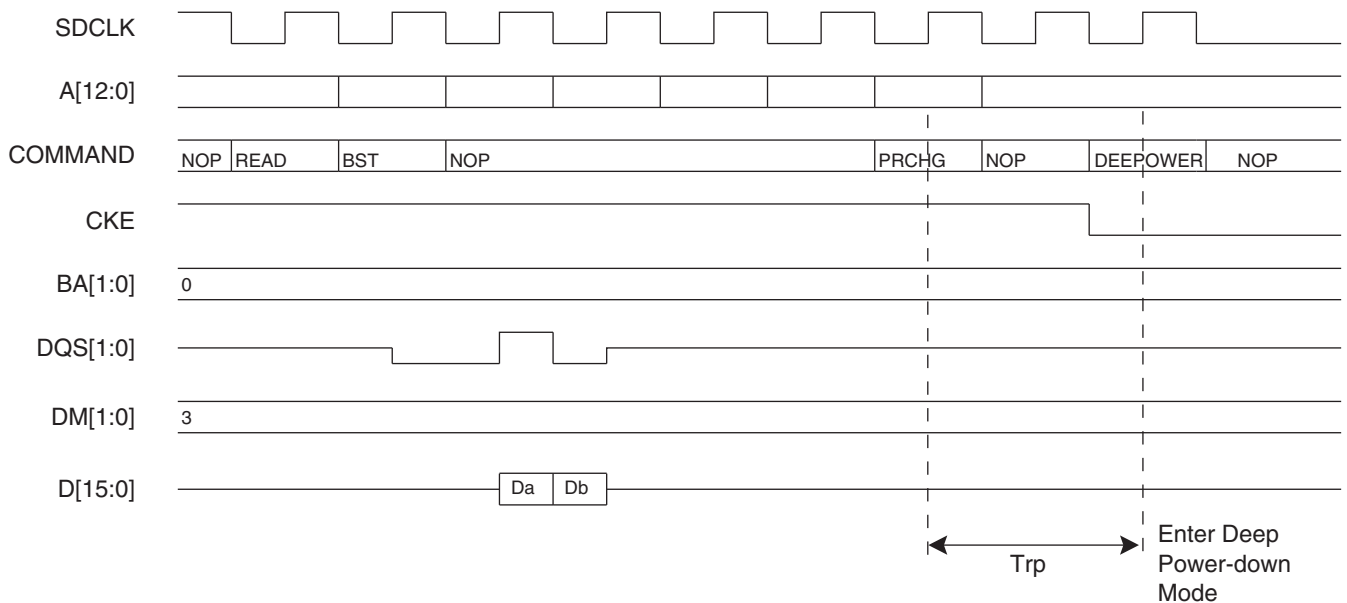 SDCLK
A[12:0]
COMMAND NOP READ BST NOP PRCHG NOP DEEPOWER NOP
CKE
BA[1:0] 0
DQS[1:0]
DM[1:0] 3
D[15:0] Da Db
Trp
Enter Deep
Power-down
Mode